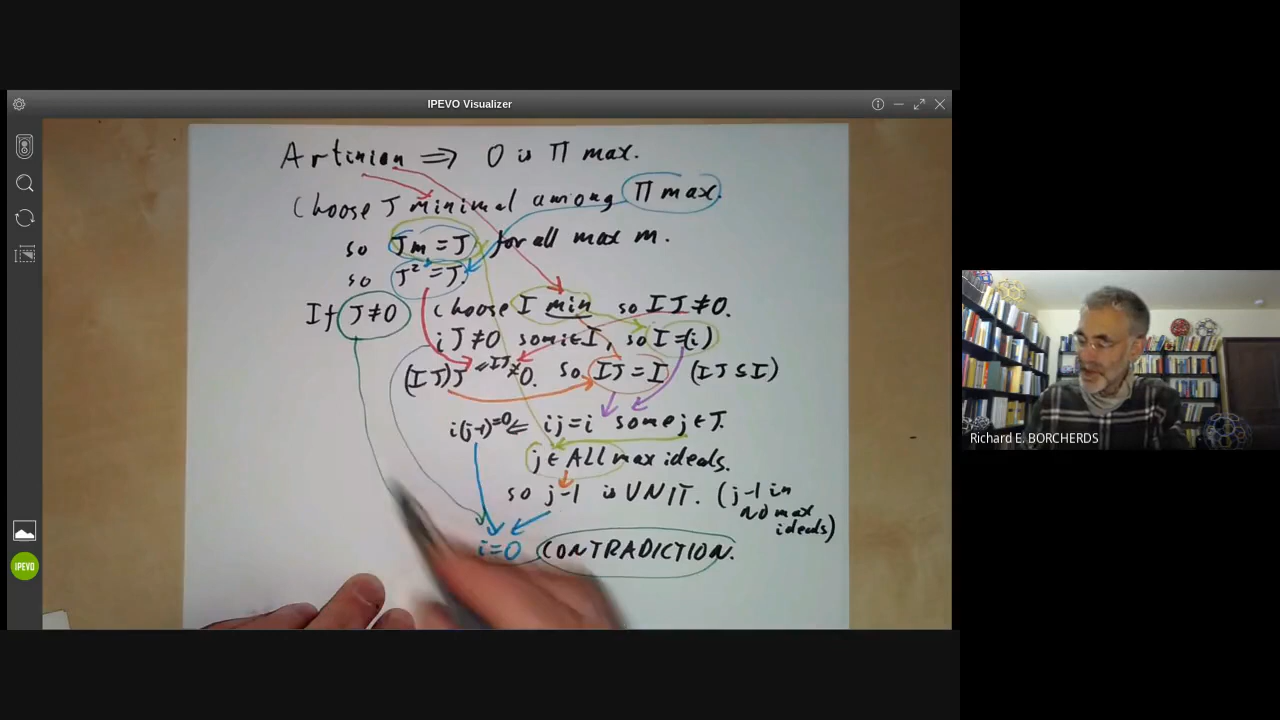 IPEVO Visualizer
Artinian ⇒ 0 is Π max.
Choose J minimal among Π max.
so Jm = J for all max m.
so J² = J.
If J≠0 Choose I min so IJ≠0.
iJ≠0 some i∈I, so I=(i)
(IJ)J = IJ ≠0. so IJ = I (IJ⊆I)
i(j-1)=0 ⇐ ij=i some j∈J.
j∈ ALL max ideals.
so j-1 is UNIT. (j-1 in
NO max
ideals)
i=0 CONTRADICTION.
IPEVO
Richard E. BORCHERDS